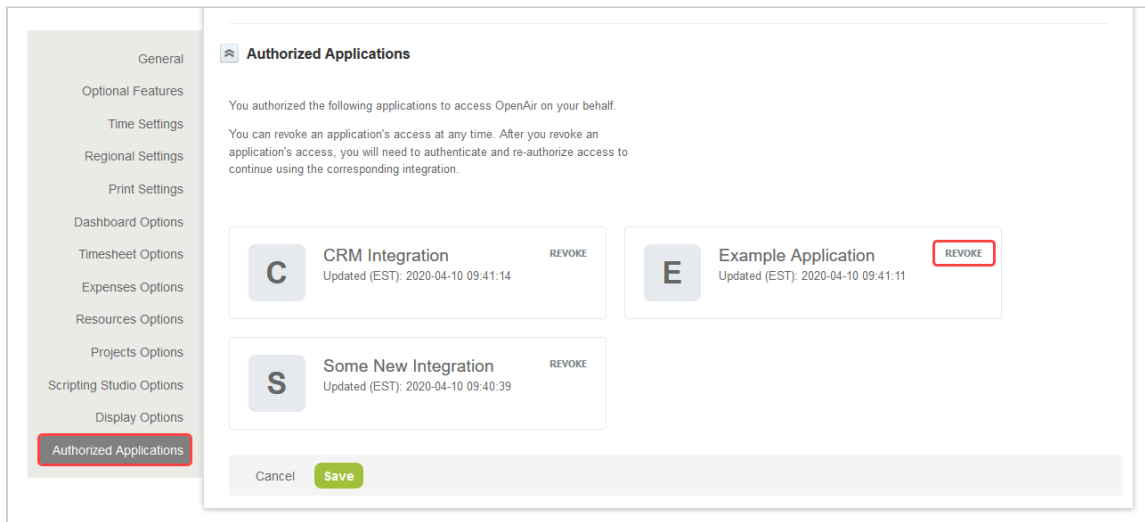 General
Optional Features
Time Settings
Regional Settings
Print Settings
Dashboard Options
Timesheet Options
Expenses Options
Resources Options
Projects Options
Scripting Studio Options
Display Options
Authorized Applications
Authorized Applications
You authorized the following applications to access OpenAir on your behalf.
You can revoke an application's access at any time. After you revoke an
application's access, you will need to authenticate and re-authorize access to
continue using the corresponding integration.
C
CRM Integration
REVOKE
Updated (EST): 2020-04-10 09:41:14
E
Example Application
REVOKE
Updated (EST): 2020-04-10 09:41:11
S
Some New Integration
REVOKE
Updated (EST): 2020-04-10 09:40:39
Cancel
Save